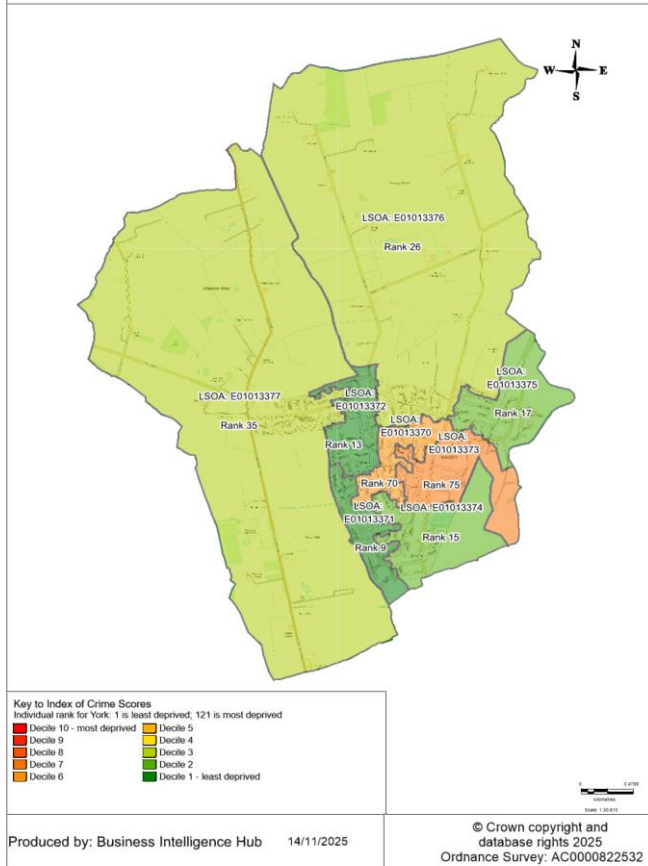 N
W E
S
LSOA: E01013376
Rank 26
LSOA:
E01013375
Rank 17
LSOA: E01013377
Rank 35
LSOA:
E01013372
Rank 13
LSOA:
E01013370
LSOA:
E01013373
Rank 70
Rank 75
LSOA:
E01013371
LSOA: E01013374
Rank 9
Rank 15
Key to Index of Crime Scores
Individual rank for York: 1 is least deprived; 121 is most deprived
Decile 10 - most deprived
Decile 9
Decile 8
Decile 7
Decile 6
Decile 5
Decile 4
Decile 3
Decile 2
Decile 1 - least deprived
Produced by: Business Intelligence Hub 14/11/2025
© Crown copyright and
database rights 2025
Ordnance Survey: AC0000822532